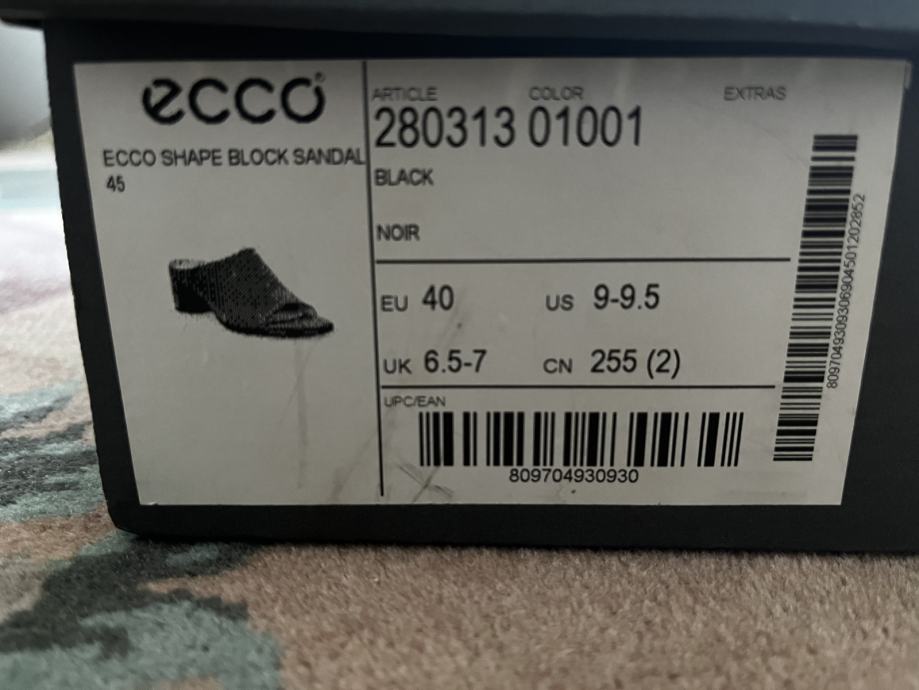 ecco
ECCO SHAPE BLOCK SANDAL
45
ARTICLE COLOR EXTRAS
280313 01001
BLACK
NOIR
EU 40 US 9-9.5
UK 6.5-7 CN 255 (2)
UPC/EAN
809704930930
8097049309306904501202852